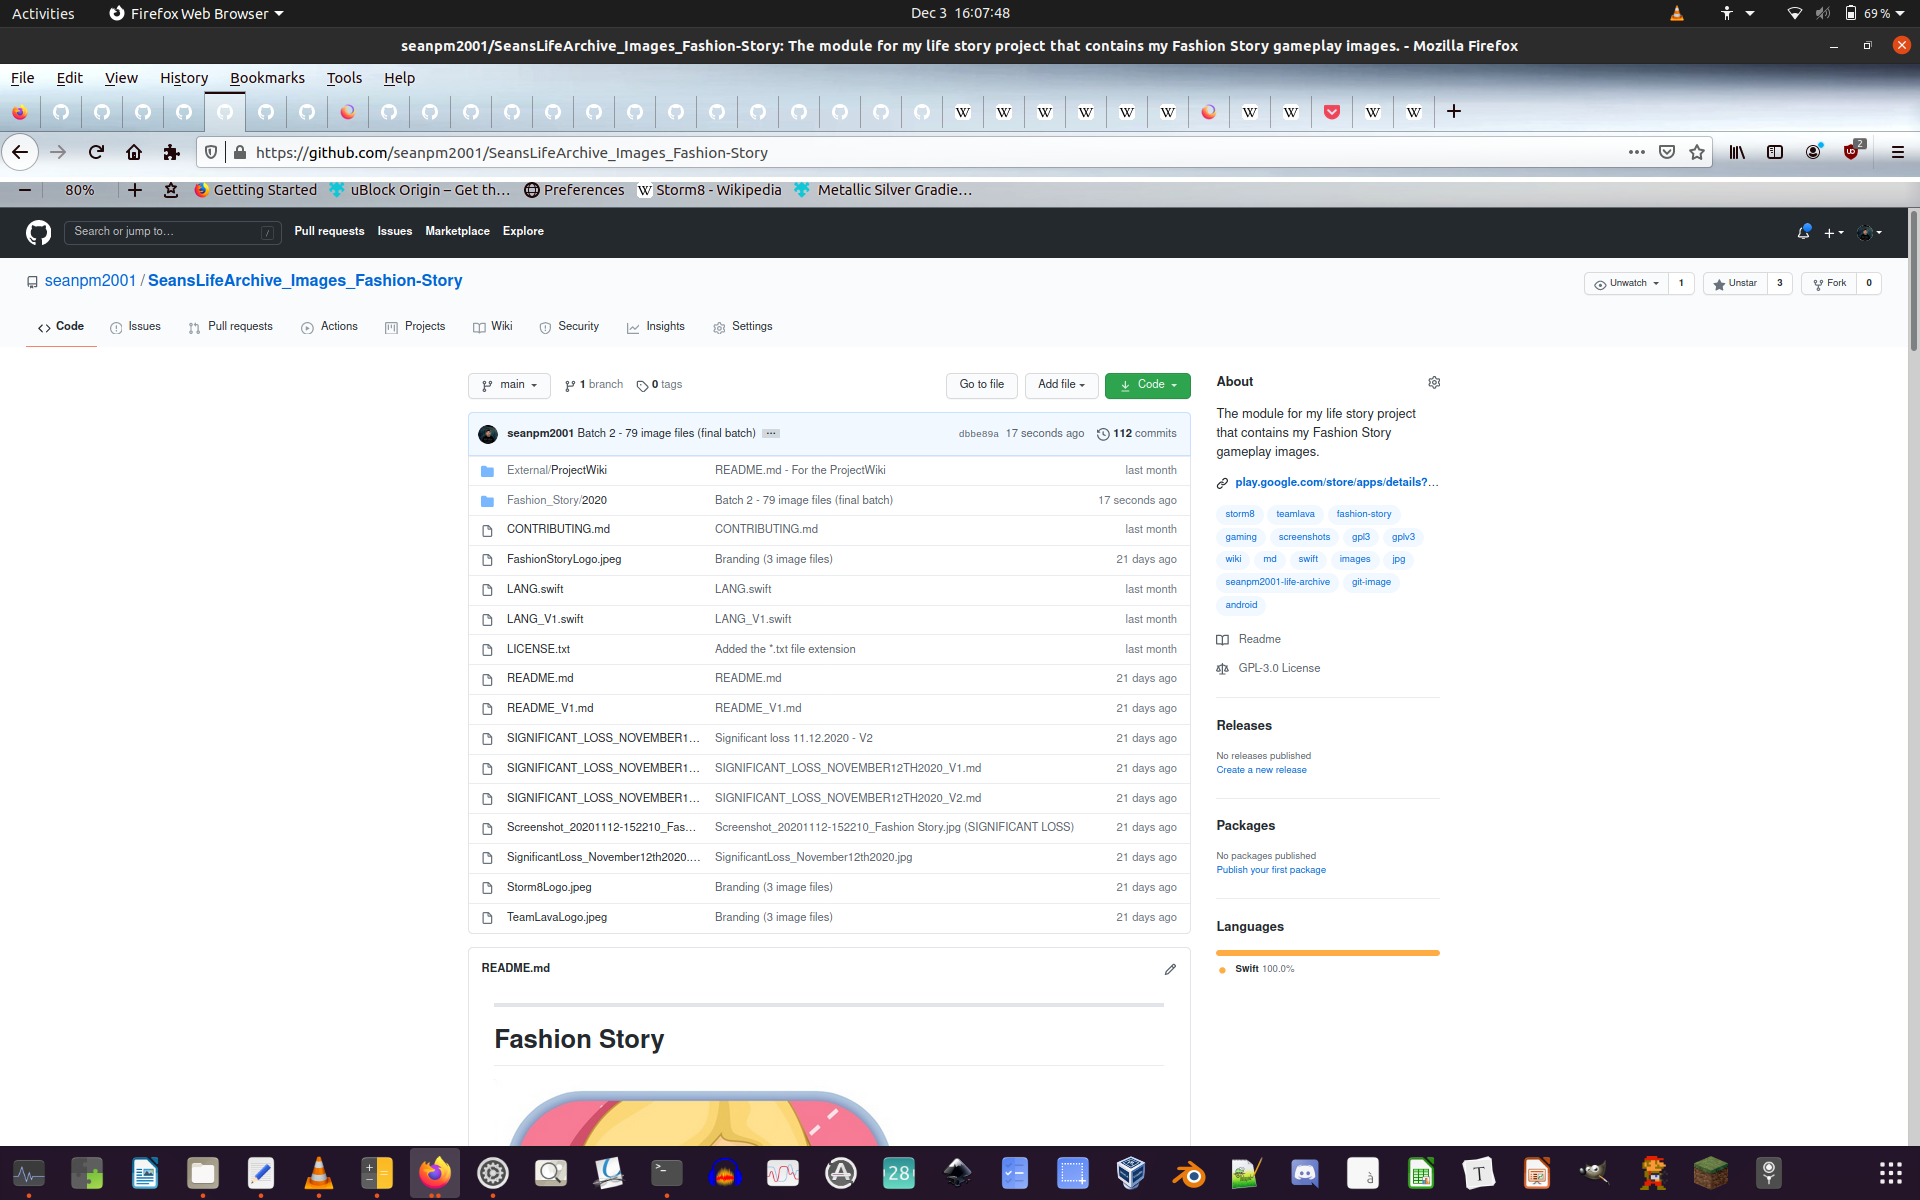 Activities
Firefox Web Browser
Dec 3 16:07:48
69 %
seanpm2001/SeansLifeArchive_Images_Fashion-Story: The module for my life story project that contains my Fashion Story gameplay images. - Mozilla Firefox
File Edit View History Bookmarks Tools Help
https://github.com/seanpm2001/SeansLifeArchive_Images_Fashion-Story
2
80%
Getting Started
uBlock Origin – Get th…
Preferences
Storm8 - Wikipedia
Metallic Silver Gradie…
Search or jump to…
/
Pull requests Issues Marketplace Explore
seanpm2001 / SeansLifeArchive_Images_Fashion-Story
Unwatch 1
Unstar 3
Fork 0
Code Issues Pull requests Actions Projects Wiki Security Insights Settings
main
1 branch
0 tags
Go to file
Add file
Code
seanpm2001 Batch 2 - 79 image files (final batch) dbbe89a 17 seconds ago 112 commits
External/ProjectWiki README.md - For the ProjectWiki last month
Fashion_Story/2020 Batch 2 - 79 image files (final batch) 17 seconds ago
CONTRIBUTING.md CONTRIBUTING.md last month
FashionStoryLogo.jpeg Branding (3 image files) 21 days ago
LANG.swift LANG.swift last month
LANG_V1.swift LANG_V1.swift last month
LICENSE.txt Added the *.txt file extension last month
README.md README.md 21 days ago
README_V1.md README_V1.md 21 days ago
SIGNIFICANT_LOSS_NOVEMBER1… Significant loss 11.12.2020 - V2 21 days ago
SIGNIFICANT_LOSS_NOVEMBER1… SIGNIFICANT_LOSS_NOVEMBER12TH2020_V1.md 21 days ago
SIGNIFICANT_LOSS_NOVEMBER1… SIGNIFICANT_LOSS_NOVEMBER12TH2020_V2.md 21 days ago
Screenshot_20201112-152210_Fas… Screenshot_20201112-152210_Fashion Story.jpg (SIGNIFICANT LOSS) 21 days ago
SignificantLoss_November12th2020.… SignificantLoss_November12th2020.jpg 21 days ago
Storm8Logo.jpeg Branding (3 image files) 21 days ago
TeamLavaLogo.jpeg Branding (3 image files) 21 days ago
README.md
Fashion Story
About
The module for my life story project
that contains my Fashion Story
gameplay images.
play.google.com/store/apps/details?…
storm8 teamlava fashion-story
gaming screenshots gpl3 gplv3
wiki md swift images jpg
seanpm2001-life-archive git-image
android
Readme
GPL-3.0 License
Releases
No releases published
Create a new release
Packages
No packages published
Publish your first package
Languages
Swift 100.0%
28